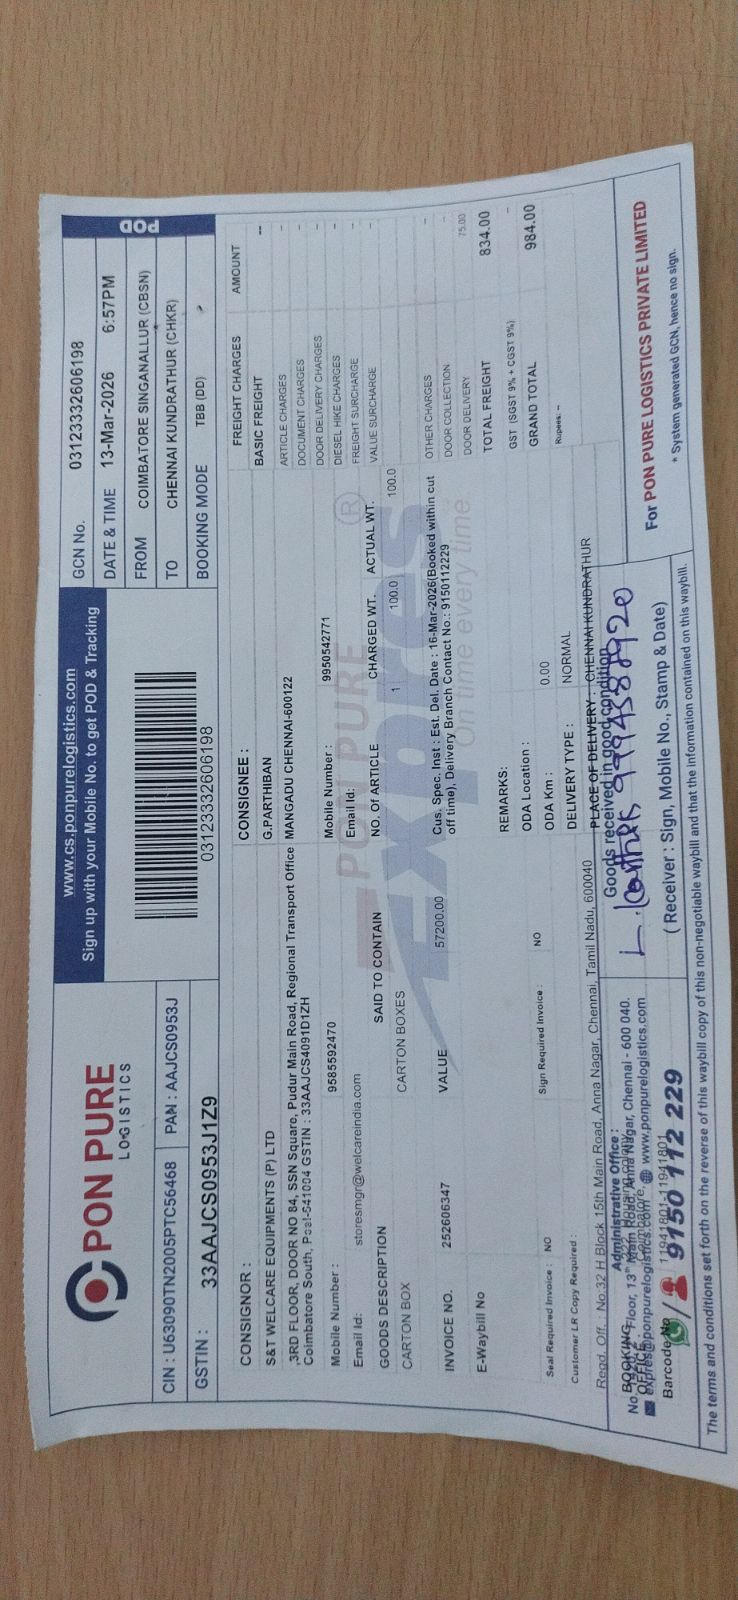 PON PURE
LOGISTICS
www.cs.ponpurelogistics.com
Sign up with your Mobile No. to get POD & Tracking
POD
GCN No. 03123332606198
DATE & TIME 13-Mar-2026 6:57PM
FROM COIMBATORE SINGANALLUR (CBSN)
TO CHENNAI KUNDRATHUR (CHKR)
BOOKING MODE TBB (DD)
CIN : U63090TN2005PTC56468 PAN : AAJCS0953J
GSTIN : 33AAJCS0953J1Z9
03123332606198
CONSIGNOR :
S&T WELCARE EQUIPMENTS (P) LTD
,3RD FLOOR, DOOR NO 84, SSN Square, Pudur Main Road, Regional Transport Office
Coimbatore South, Peal-641004 GSTIN : 33AAJCS4091D1ZH
Mobile Number : 9585592470
Email Id: storesmgr@welcareindia.com
CONSIGNEE :
G.PARTHIBAN
MANGADU CHENNAI-600122
Mobile Number : 9950542771
Email Id:
GOODS DESCRIPTION SAID TO CONTAIN NO. Of ARTICLE CHARGED WT. ACTUAL WT.
CARTON BOX CARTON BOXES 1 100.0 100.0
INVOICE NO. 252606347 VALUE 57200.00
Cus. Spec. Inst : Est. Del. Date : 16-Mar-2026(Booked within cut
off time), Delivery Branch Contact No.: 9150112229
E-Waybill No
REMARKS:
ODA Location :
ODA Km : 0.00
Seal Required Invoice : NO Sign Required Invoice : NO
DELIVERY TYPE : NORMAL
Customer LR Copy Required :
PLACE OF DELIVERY : CHENNAI KUNDRATHUR
FREIGHT CHARGES AMOUNT
BASIC FREIGHT --
ARTICLE CHARGES -
DOCUMENT CHARGES -
DOOR DELIVERY CHARGES -
DIESEL HIKE CHARGES -
FREIGHT SURCHARGE -
VALUE SURCHARGE -
OTHER CHARGES -
DOOR COLLECTION -
DOOR DELIVERY 75.00
TOTAL FREIGHT 834.00
GST (SGST 9% + CGST 9%) -
GRAND TOTAL 984.00
Rupees: --
PON PURE
Expres®
On time every time
Regd. Off. : No.32 H Block 15th Main Road, Anna Nagar, Chennai, Tamil Nadu, 600040
Administrative Office :
Floor, 13th Main Road, Anna Nagar, Chennai - 600 040.
expres@ponpurelogistics.com www.ponpurelogistics.com
BOOKING
OFFICE
Coimbatore,
Barcode No 11941801-11941801
9150 112 229
Goods received in good condition
9994588920
( Receiver : Sign, Mobile No., Stamp & Date)
For PON PURE LOGISTICS PRIVATE LIMITED
* System generated GCN, hence no sign.
The terms and conditions set forth on the reverse of this waybill copy of this non-negotiable waybill and that the information contained on this waybill.